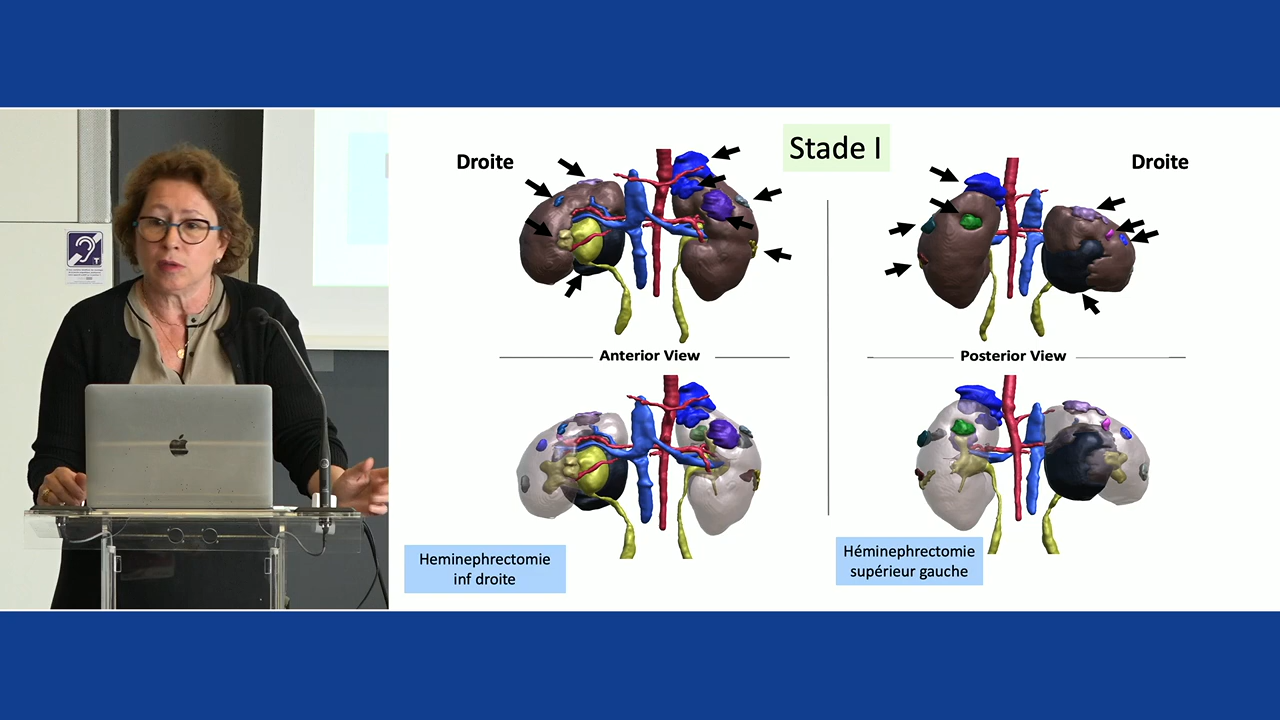 Stade I
Droite
Droite
Anterior View
Posterior View
Heminephrectomie
inf droite
Héminephrectomie
supérieur gauche